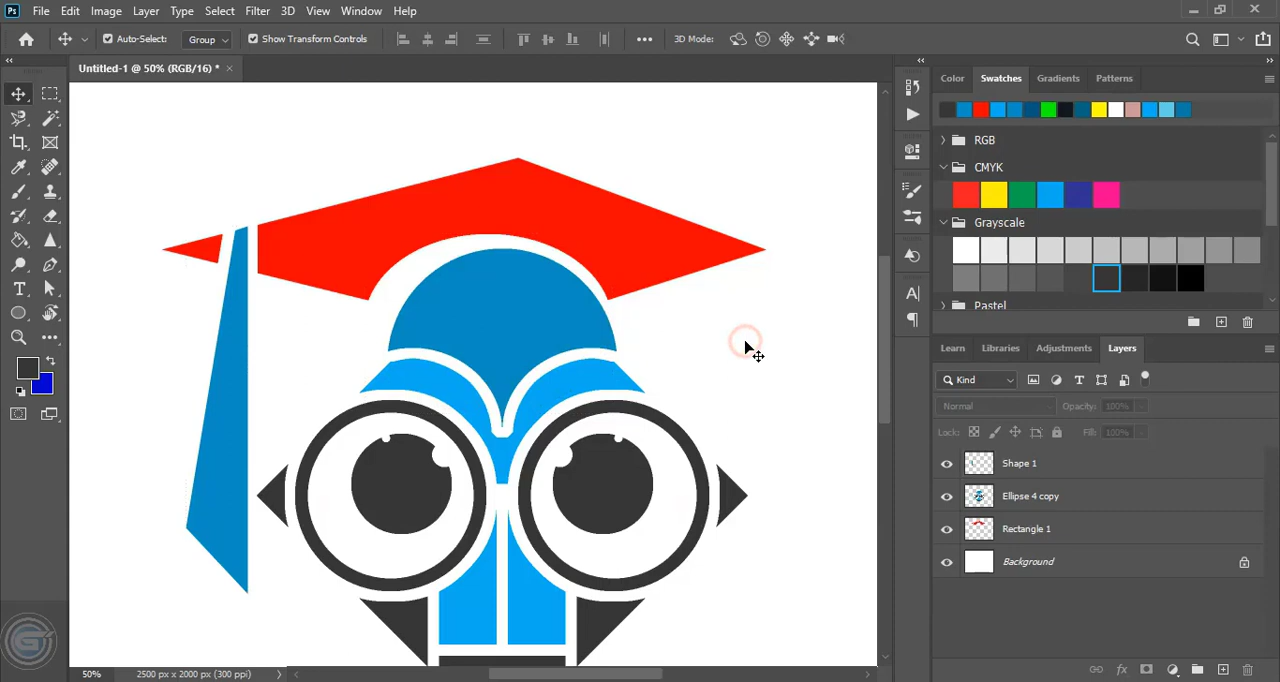 Ps File Edit Image Layer Type Select Filter 3D View Window Help
Auto-Select: Group Show Transform Controls 3D Mode:
Untitled-1 @ 50% (RGB/16) * ×
Color Swatches Gradients Patterns
RGB
CMYK
Grayscale
Pastel
Learn Libraries Adjustments Layers
Kind
Normal Opacity: 100%
Lock: Fill: 100%
Shape 1
Ellipse 4 copy
Rectangle 1
Background
50% 2500 px x 2000 px (300 ppi)